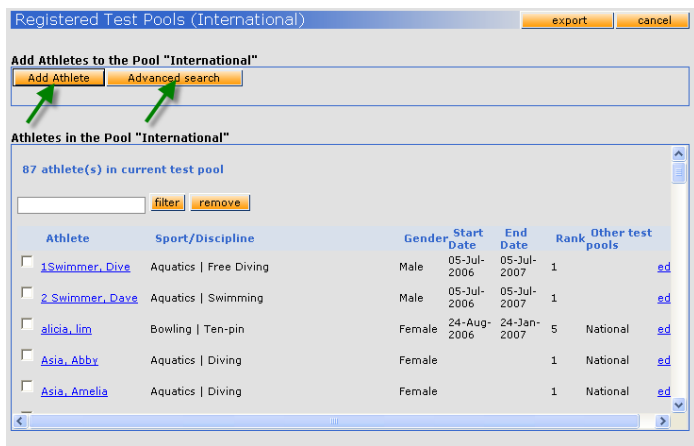 Registered Test Pools (International) export cancel
Add Athletes to the Pool "International"
Add Athlete Advanced search
Athletes in the Pool "International"
87 athlete(s) in current test pool
filter remove
Athlete Sport/Discipline Gender Start Date End Date Rank Other test pools
1Swimmer, Dive Aquatics | Free Diving Male 05-Jul-2006 05-Jul-2007 1 ed
2 Swimmer, Dave Aquatics | Swimming Male 05-Jul-2006 05-Jul-2007 1 ed
alicia, lim Bowling | Ten-pin Female 24-Aug-2006 24-Jan-2007 5 National ed
Asia, Abby Aquatics | Diving Female 1 National ed
Asia, Amelia Aquatics | Diving Female 1 National ed